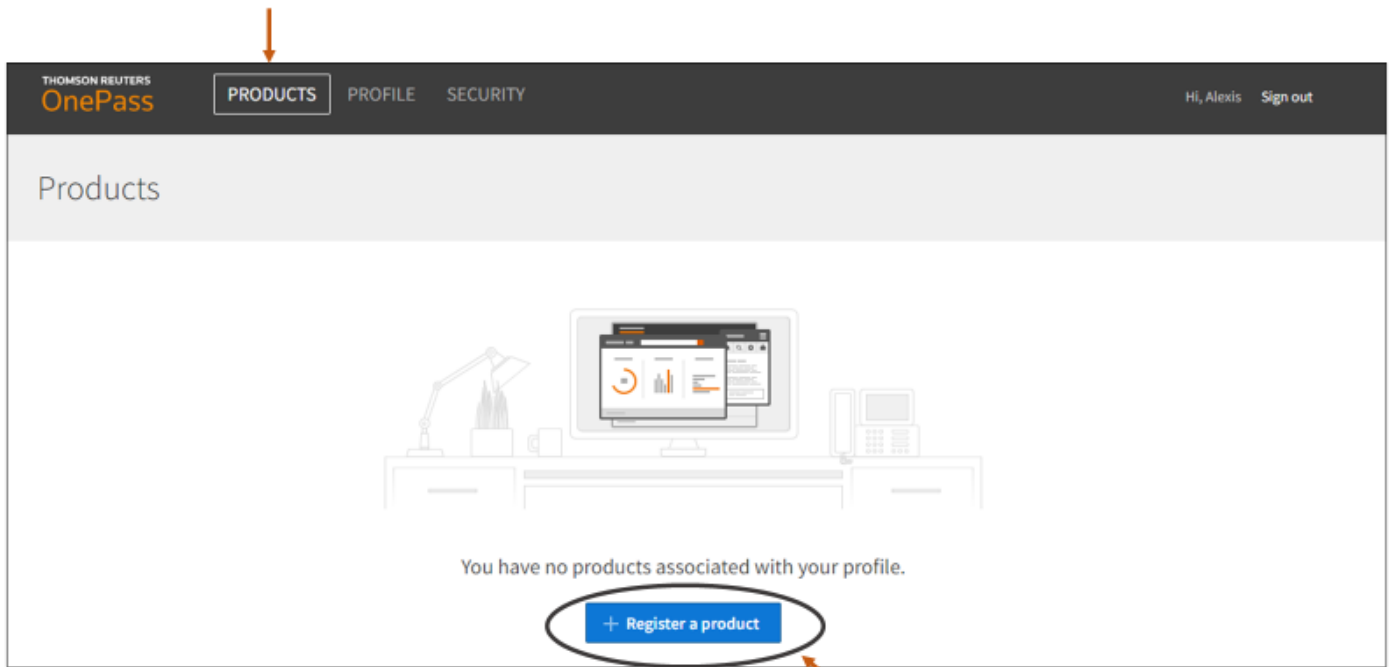 THOMSON REUTERS
OnePass
PRODUCTS PROFILE SECURITY
Hi, Alexis Sign out
Products
You have no products associated with your profile.
+ Register a product